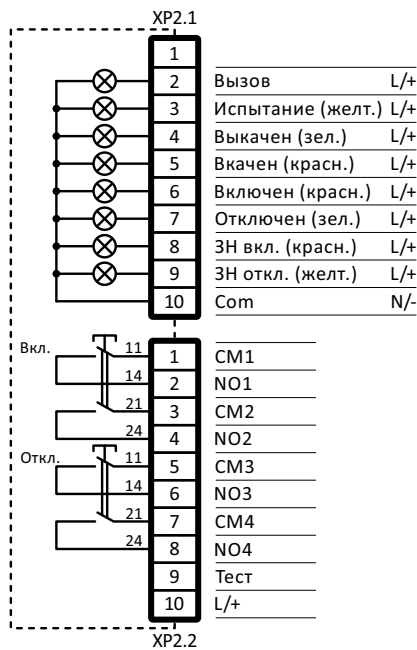 XP2.1
1
2 Вызов L/+
3 Испытание (желт.) L/+
4 Выкачен (зел.) L/+
5 Вкачен (красн.) L/+
6 Включен (красн.) L/+
7 Отключен (зел.) L/+
8 ЗН вкл. (красн.) L/+
9 ЗН откл. (желт.) L/+
10 Com N/-
Вкл. 11 1 CM1
14 2 NO1
21 3 CM2
24 4 NO2
Откл. 11 5 CM3
14 6 NO3
21 7 CM4
24 8 NO4
9 Тест
10 L/+
XP2.2